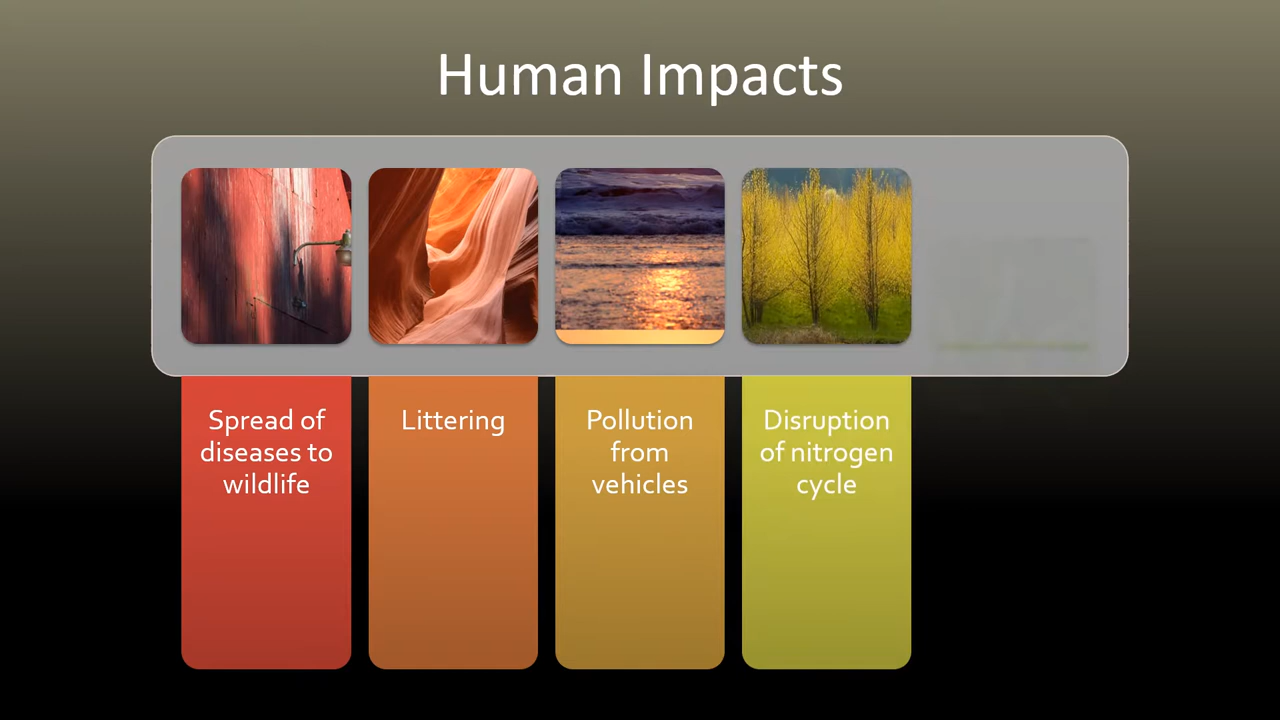 Human Impacts
Spread of
diseases to
wildlife
Littering
Pollution
from
vehicles
Disruption
of nitrogen
cycle